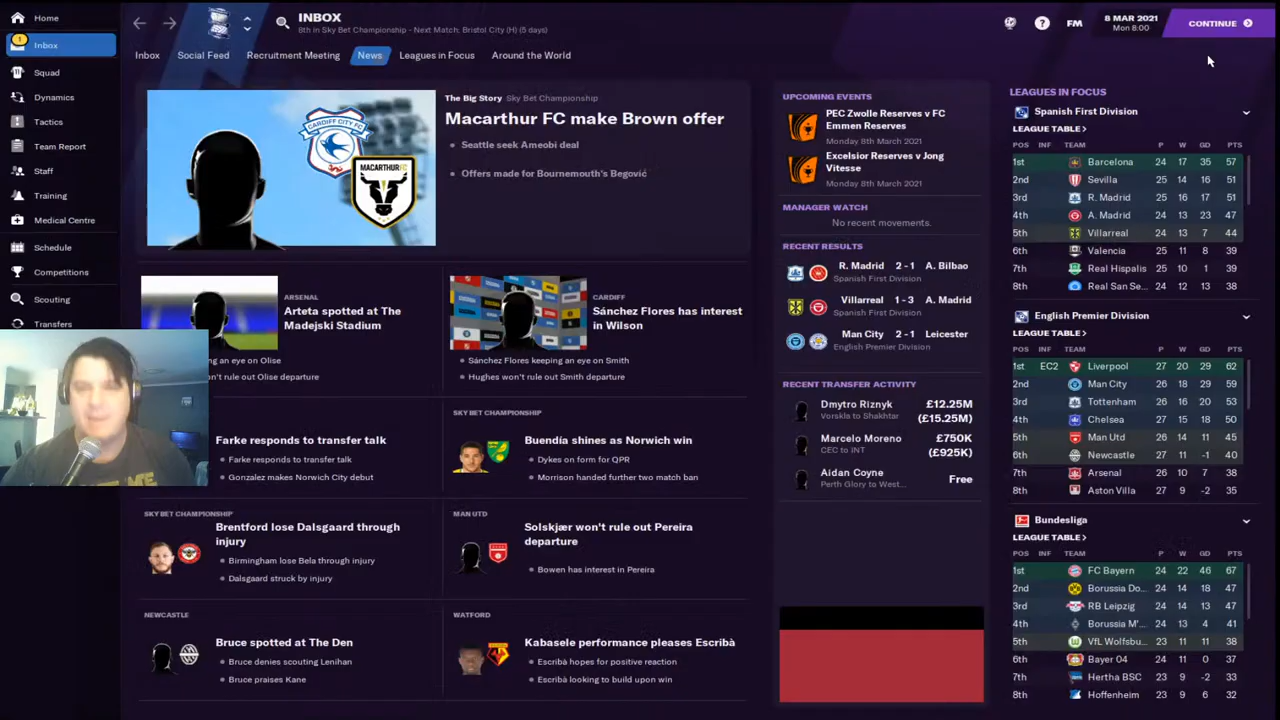 Home
INBOX
8th in Sky Bet Championship - Next Match: Bristol City (H) (5 days)
FM
8 MAR 2021
Mon 8:00
CONTINUE
1
Inbox
Squad
Dynamics
Tactics
Team Report
Staff
Training
Medical Centre
Schedule
Competitions
Scouting
Transfers
Inbox
Social Feed
Recruitment Meeting
News
Leagues in Focus
Around the World
CARDIFF CITY FC
MACARTHUR FC
The Big Story Sky Bet Championship
Macarthur FC make Brown offer
Seattle seek Ameobi deal
Offers made for Bournemouth's Begović
ARSENAL
Arteta spotted at The
Madejski Stadium
ng an eye on Olise
n't rule out Olise departure
CARDIFF
Sánchez Flores has interest
in Wilson
Sánchez Flores keeping an eye on Smith
Hughes won't rule out Smith departure
Farke responds to transfer talk
Farke responds to transfer talk
Gonzalez makes Norwich City debut
SKY BET CHAMPIONSHIP
Buendía shines as Norwich win
Dykes on form for QPR
Morrison handed further two match ban
SKY BET CHAMPIONSHIP
Brentford lose Dalsgaard through
injury
Birmingham lose Bela through injury
Dalsgaard struck by injury
MAN UTD
Solskjær won't rule out Pereira
departure
Bowen has interest in Pereira
NEWCASTLE
Bruce spotted at The Den
Bruce denies scouting Lenihan
Bruce praises Kane
WATFORD
Kabasele performance pleases Escribà
Escribà hopes for positive reaction
Escribà looking to build upon win
UPCOMING EVENTS
PEC Zwolle Reserves v FC
Emmen Reserves
Monday 8th March 2021
Excelsior Reserves v Jong
Vitesse
Monday 8th March 2021
MANAGER WATCH
No recent movements.
RECENT RESULTS
R. Madrid 2 - 1 A. Bilbao
Spanish First Division
Villarreal 1 - 3 A. Madrid
Spanish First Division
Man City 2 - 1 Leicester
English Premier Division
RECENT TRANSFER ACTIVITY
Dmytro Riznyk £12.25M
Vorskla to Shakhtar (£15.25M)
Marcelo Moreno £750K
CEC to INT (£925K)
Aidan Coyne Free
Perth Glory to West...
LEAGUES IN FOCUS
Spanish First Division
LEAGUE TABLE >
POS INF TEAM P W GD PTS
1st Barcelona 24 17 35 57
2nd Sevilla 25 14 16 51
3rd R. Madrid 25 16 17 51
4th A. Madrid 24 13 23 47
5th Villarreal 24 13 7 44
6th Valencia 25 11 8 39
7th Real Hispalis 25 10 1 39
8th Real San Se... 24 12 13 38
English Premier Division
LEAGUE TABLE >
POS INF TEAM P W GD PTS
1st EC2 Liverpool 27 20 29 62
2nd Man City 26 18 29 59
3rd Tottenham 26 16 20 53
4th Chelsea 27 15 18 50
5th Man Utd 26 14 11 45
6th Newcastle 27 11 -1 40
7th Arsenal 26 10 7 38
8th Aston Villa 27 9 -2 35
Bundesliga
LEAGUE TABLE >
POS INF TEAM P W GD PTS
1st FC Bayern 24 22 46 67
2nd Borussia Do... 24 14 18 47
3rd RB Leipzig 24 14 13 47
4th Borussia M'... 24 13 4 41
5th VfL Wolfsbu... 23 11 11 38
6th Bayer 04 24 11 0 37
7th Hertha BSC 23 9 -2 33
8th Hoffenheim 23 9 6 32